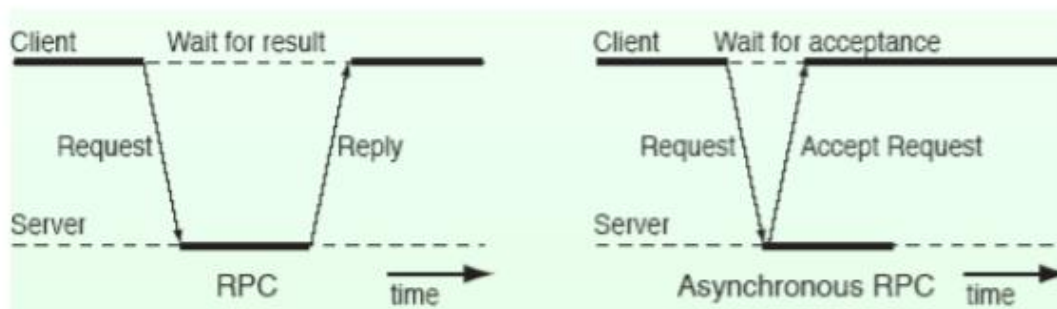 Client Wait for result
Request Reply
Server
RPC
time
Client Wait for acceptance
Request Accept Request
Server
Asynchronous RPC
time